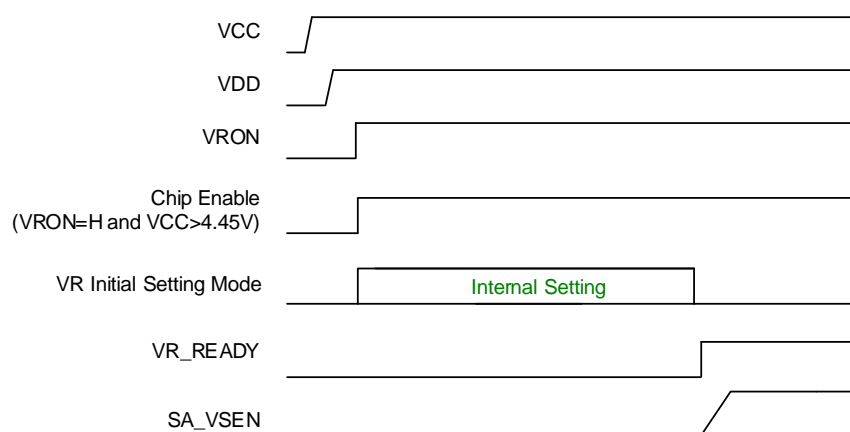 VCC
VDD
VRON
Chip Enable
(VRON=H and VCC>4.45V)
VR Initial Setting Mode
Internal Setting
VR_READY
SA_VSEN